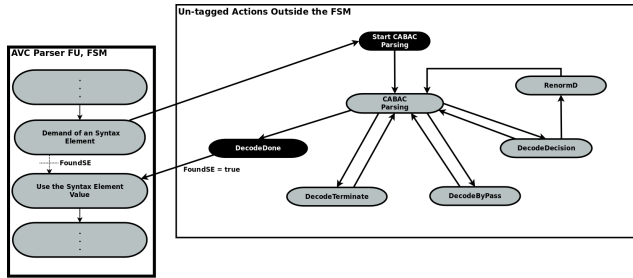 Un-tagged Actions Outside the FSM
AVC Parser FU, FSM
Start CABAC
Parsing
.
.
.
CABAC
Parsing
RenormD
Demand of an Syntax
Element
DecodeDone
DecodeDecision
FoundSE
FoundSE = true
Use the Syntax Element
Value
DecodeTerminate
DecodeByPass
.
.
.